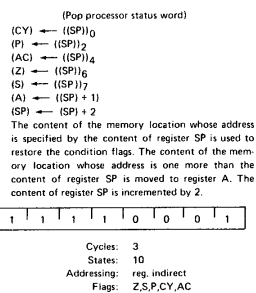 (Pop processor status word)
(CY) ← ((SP))0
(P) ← ((SP))2
(AC) ← ((SP))4
(Z) ← ((SP))6
(S) ← ((SP))7
(A) ← ((SP) + 1)
(SP) ← (SP) + 2
The content of the memory location whose address
is specified by the content of register SP is used to
restore the condition flags. The content of the mem-
ory location whose address is one more than the
content of register SP is moved to register A. The
content of register SP is incremented by 2.
1 1 1 1 0 0 0 1
Cycles: 3
States: 10
Addressing: reg. indirect
Flags: Z,S,P,CY,AC